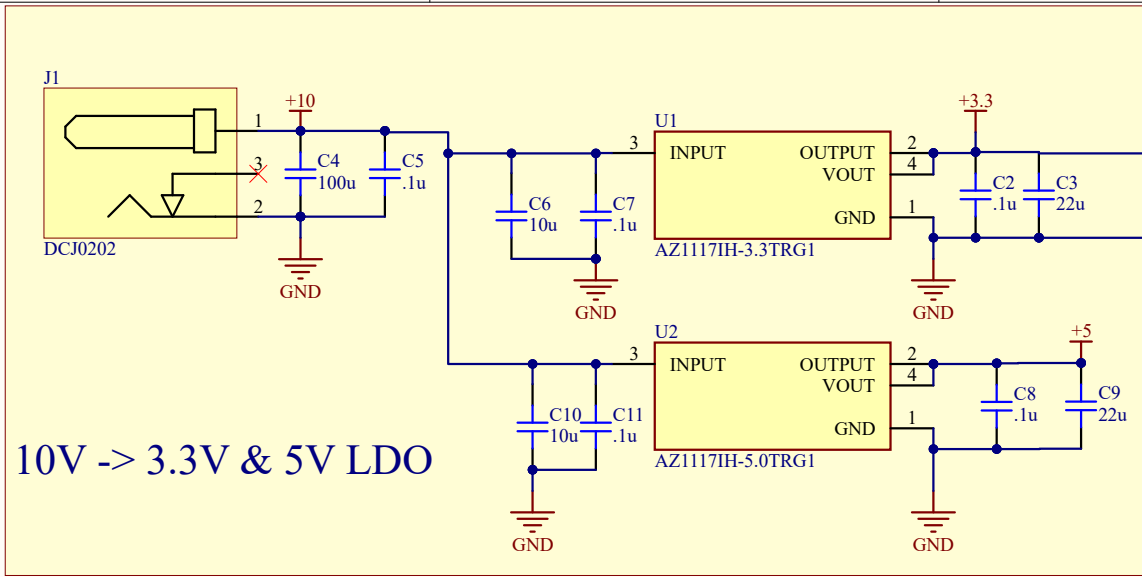 J1
1
3
2
DCJ0202
+10
C4
100u
C5
.1u
GND
C6
10u
C7
.1u
GND
U1
3
INPUT
OUTPUT
2
VOUT
4
GND
1
AZ1117IH-3.3TRG1
+3.3
C2
.1u
C3
22u
GND
C10
10u
C11
.1u
GND
U2
3
INPUT
OUTPUT
2
VOUT
4
GND
1
AZ1117IH-5.0TRG1
+5
C8
.1u
C9
22u
GND
10V -> 3.3V & 5V LDO